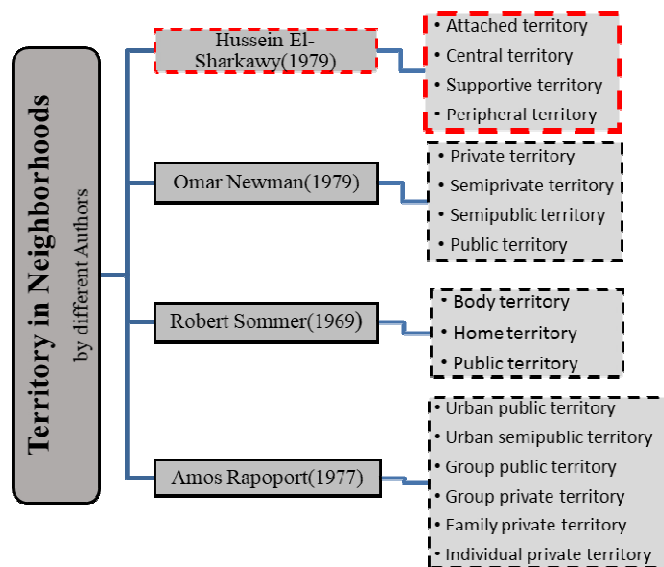 Territory in Neighborhoods
by different Authors
Hussein El-
Sharkawy(1979)
• Attached territory
• Central territory
• Supportive territory
• Peripheral territory
Omar Newman(1979)
• Private territory
• Semiprivate territory
• Semipublic territory
• Public territory
Robert Sommer(1969)
• Body territory
• Home territory
• Public territory
Amos Rapoport(1977)
• Urban public territory
• Urban semipublic territory
• Group public territory
• Group private territory
• Family private territory
• Individual private territory